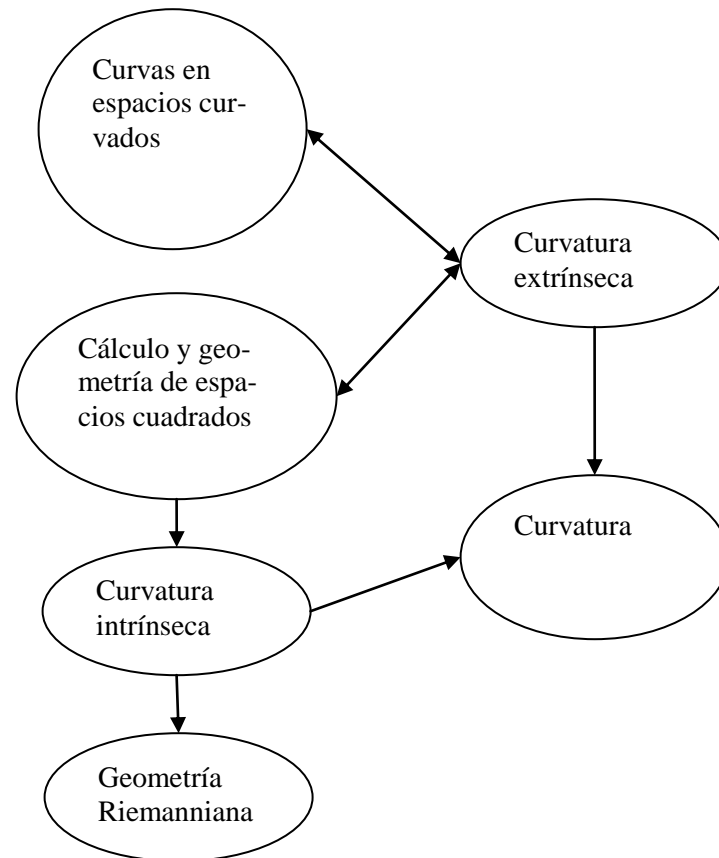 Curvas en
espacios cur-
vados
Curvatura
extrínseca
Cálculo y geo-
metría de espa-
cios cuadrados
Curvatura
Curvatura
intrínseca
Geometría
Riemanniana